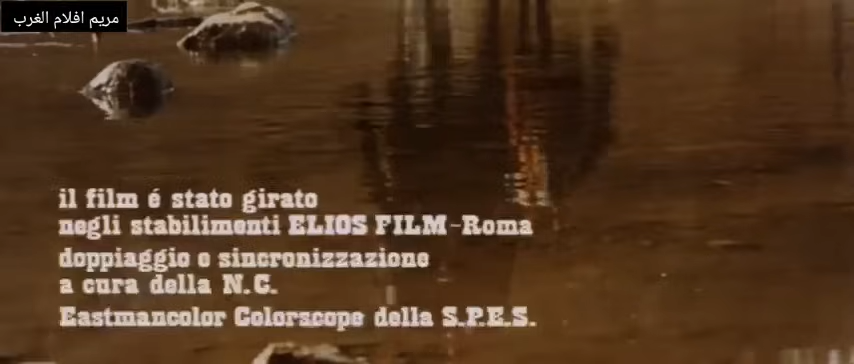 مريم افلام الغرب
il film é stato girato
negli stabilimenti ELIOS FILM-Roma
doppiaggio e sincronizzazione
a cura della N.C.
Eastmancolor Colorscope della S.P.E.S.